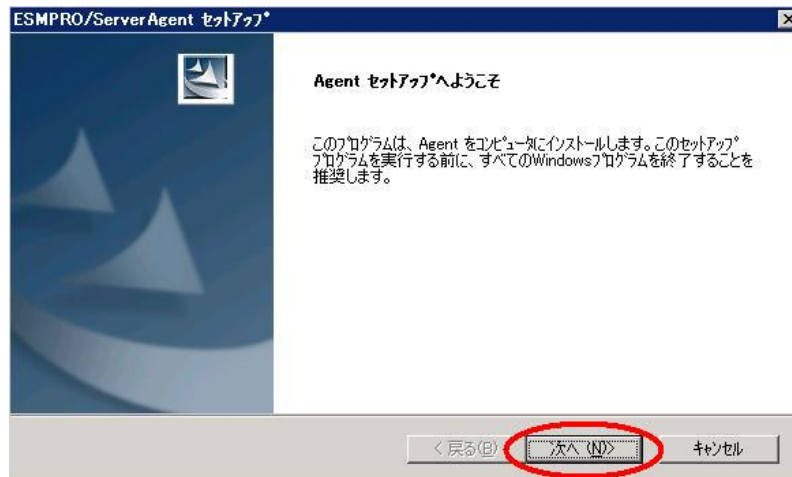 ESMPRO/ServerAgent セットアップ
Agent セットアップへようこそ
このプログラムは、Agent をコンピュータにインストールします。このセットアップ
プログラムを実行する前に、すべてのWindowsプログラムを終了することを
推奨します。
< 戻る(B)
次へ (N)>
キャンセル